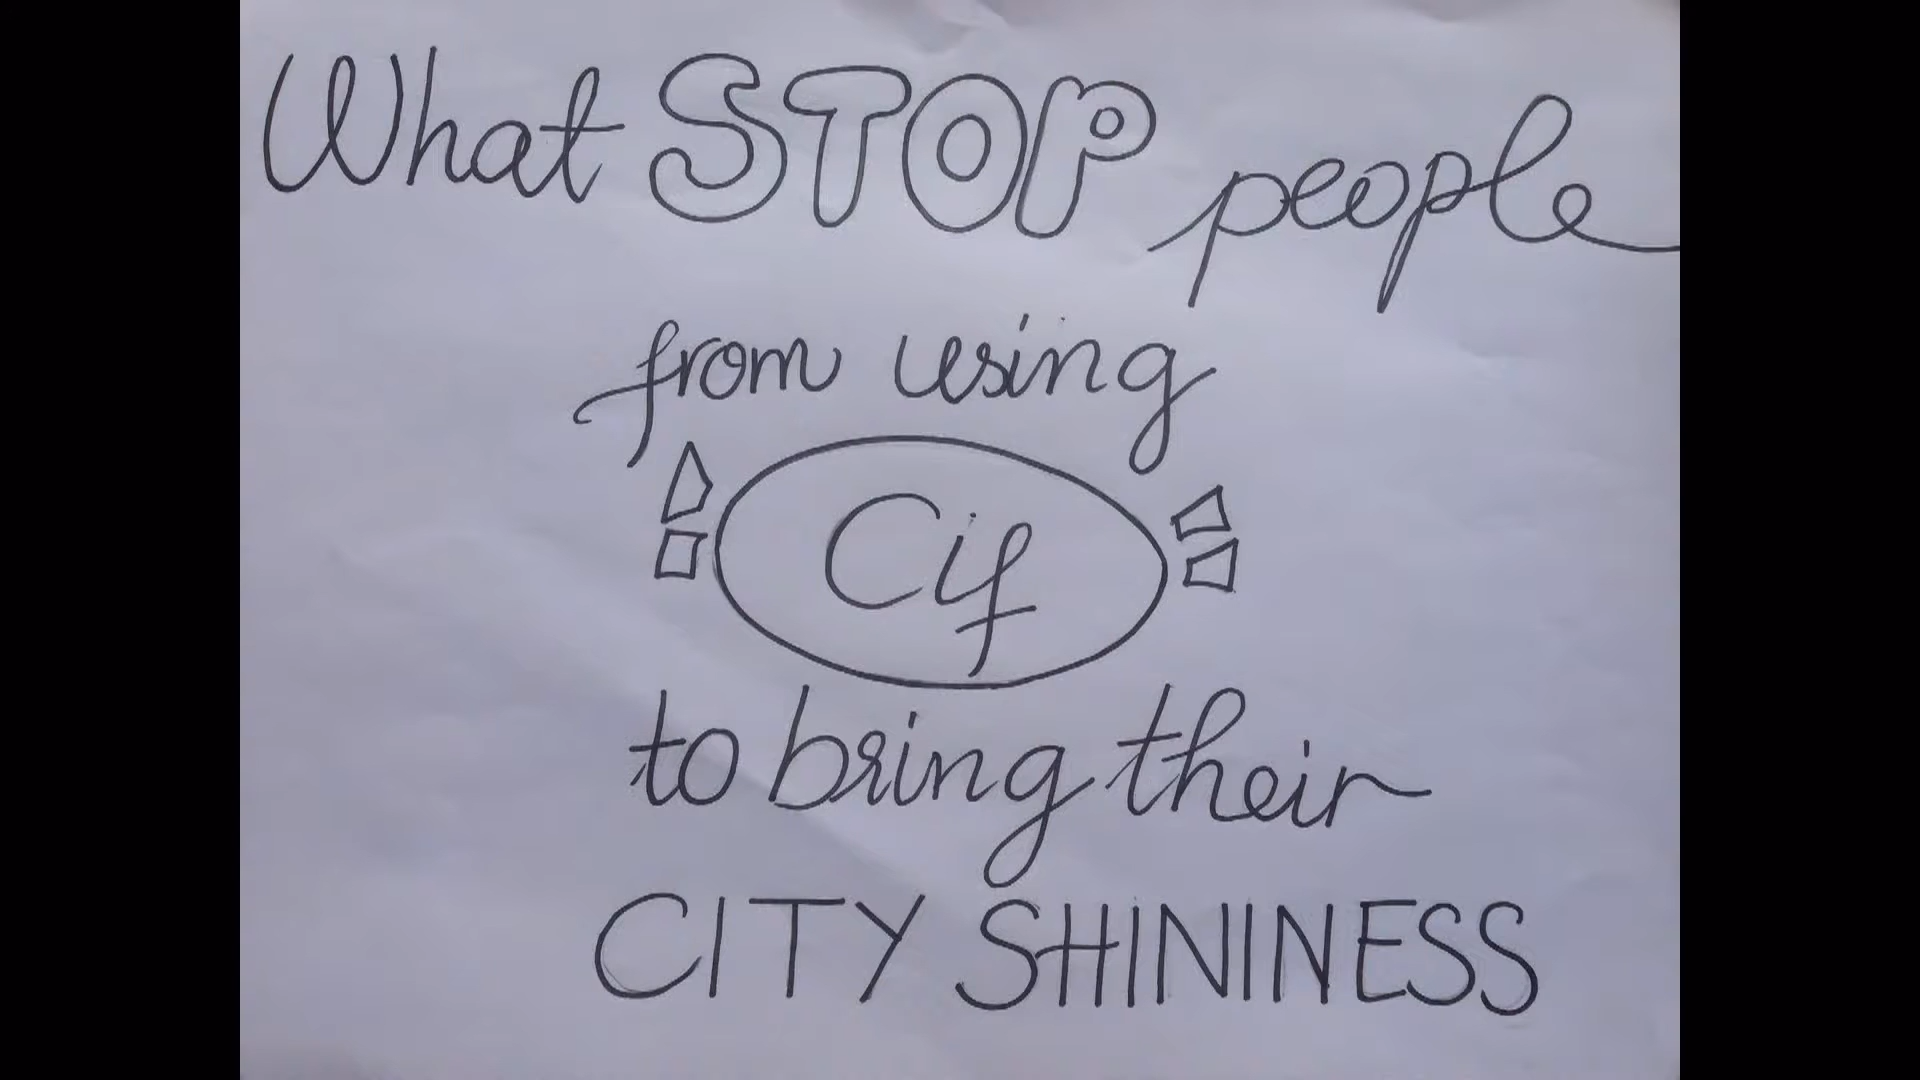 What STOP people
from using
Cif
to bring their
CITY SHININESS